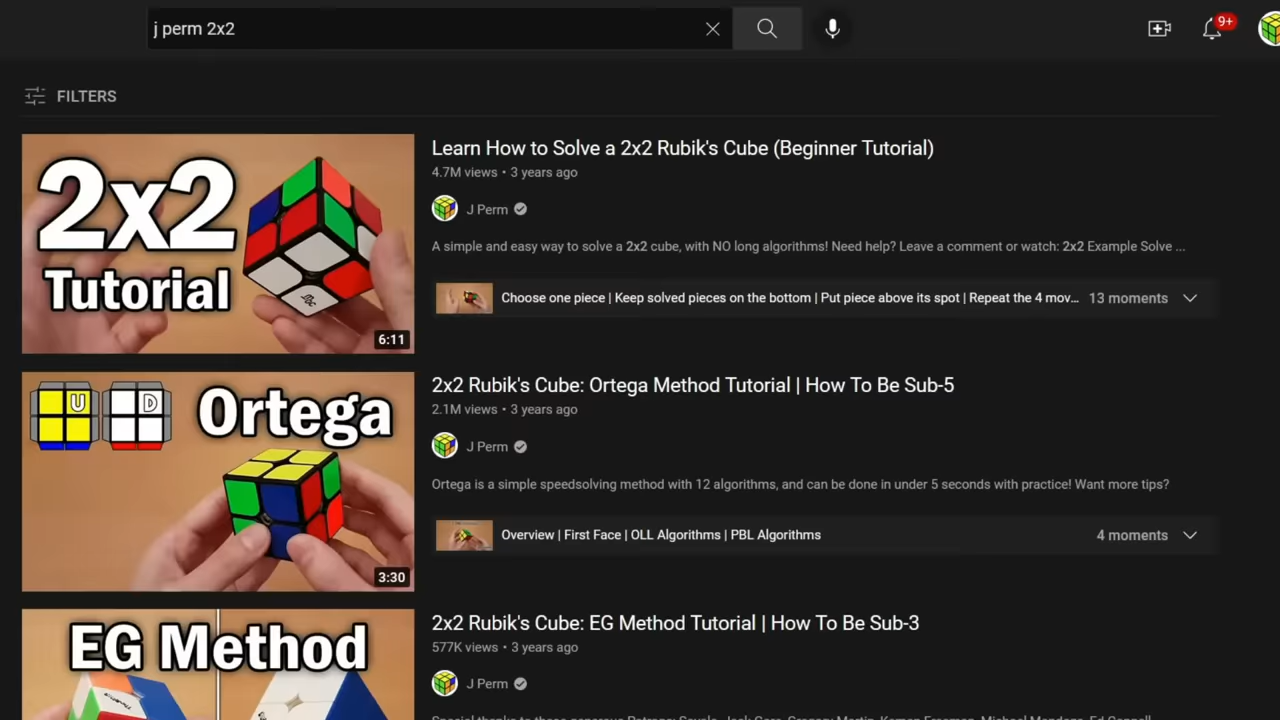 j perm 2x2
9+
FILTERS
2x2
Tutorial
6:11
Learn How to Solve a 2x2 Rubik's Cube (Beginner Tutorial)
4.7M views • 3 years ago
J Perm
A simple and easy way to solve a 2x2 cube, with NO long algorithms! Need help? Leave a comment or watch: 2x2 Example Solve ...
Choose one piece | Keep solved pieces on the bottom | Put piece above its spot | Repeat the 4 mov... 13 moments
U D
Ortega
3:30
2x2 Rubik's Cube: Ortega Method Tutorial | How To Be Sub-5
2.1M views • 3 years ago
J Perm
Ortega is a simple speedsolving method with 12 algorithms, and can be done in under 5 seconds with practice! Want more tips?
Overview | First Face | OLL Algorithms | PBL Algorithms 4 moments
EG Method
2x2 Rubik's Cube: EG Method Tutorial | How To Be Sub-3
577K views • 3 years ago
J Perm